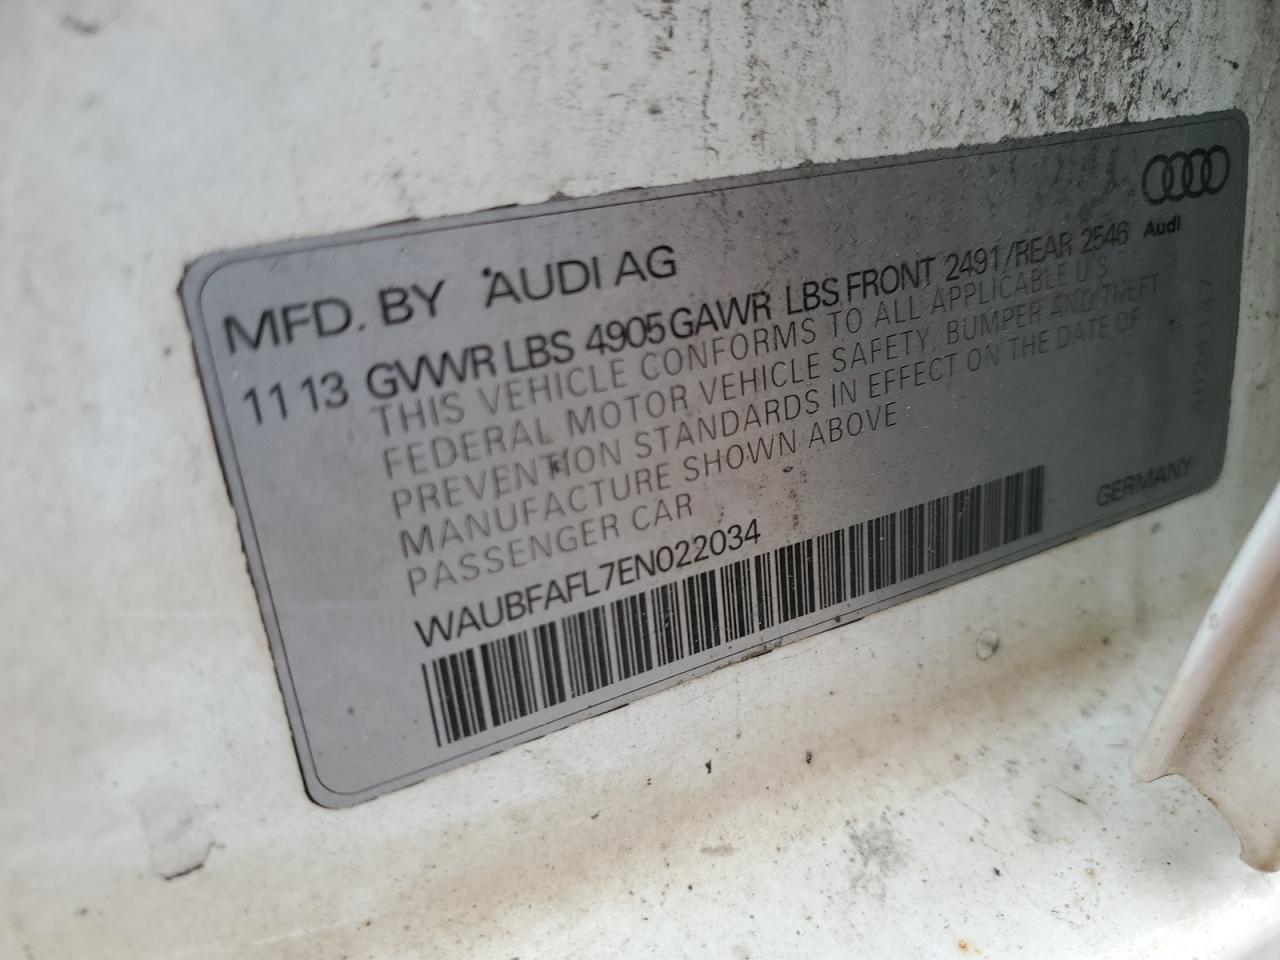 MFD. BY AUDI AG
11 13 GVWR LBS 4905 GAWR LBS FRONT 2491/REAR 2546
Audi
THIS VEHICLE CONFORMS TO ALL APPLICABLE U.S.
FEDERAL MOTOR VEHICLE SAFETY, BUMPER AND THEFT
PREVENTION STANDARDS IN EFFECT ON THE DATE OF
MANUFACTURE SHOWN ABOVE
PASSENGER CAR
WAUBFAFL7EN022034
GERMANY